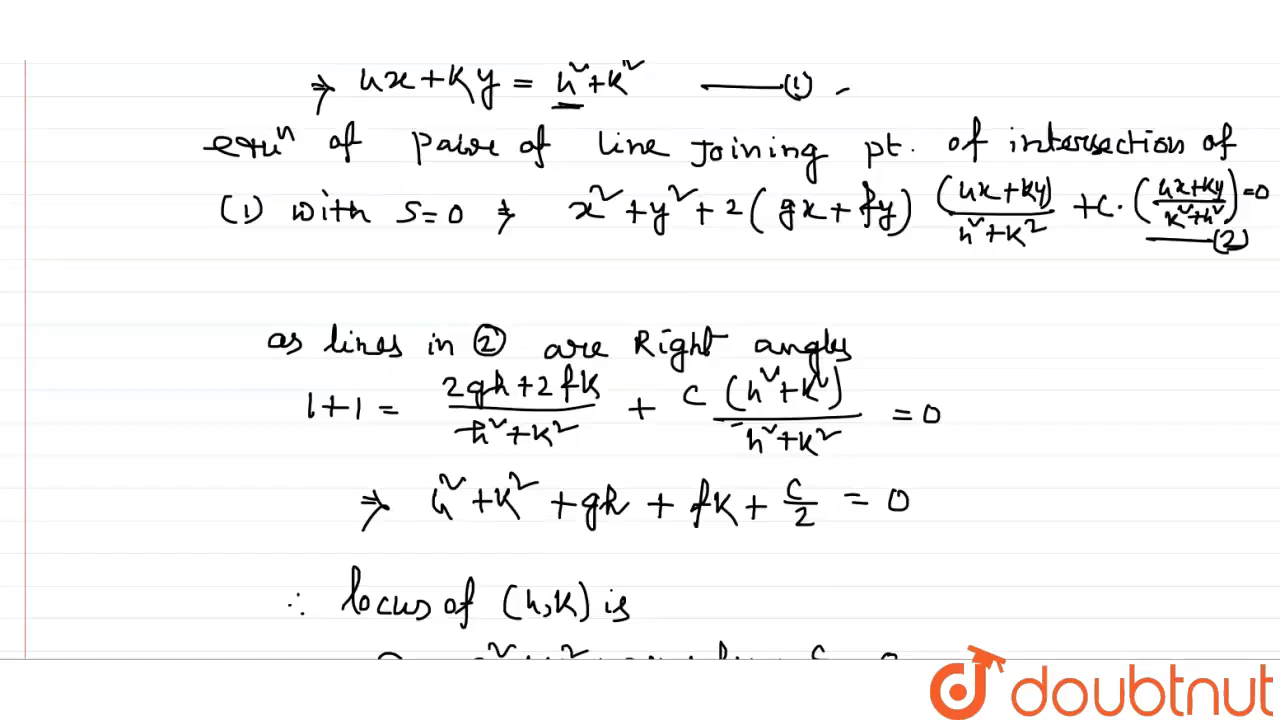 ⇒ hx + ky = h² + k² ——— (1)
equⁿ of pair of line Joining pt. of intersection of
(1) with S=0 ⇒ x² + y² + 2(gx + fy) (hx+ky)/(h²+k²) + c·(hx+ky/k²+h²)=0
——— (2)
as lines in ② are Right angles
1+1 = (2gh+2fk)/(h²+k²) + c(h²+k²)/(h²+k²) = 0
⇒ h² + k² + gh + fk + c/2 = 0
∴ locus of (h,k) is
doubtnut